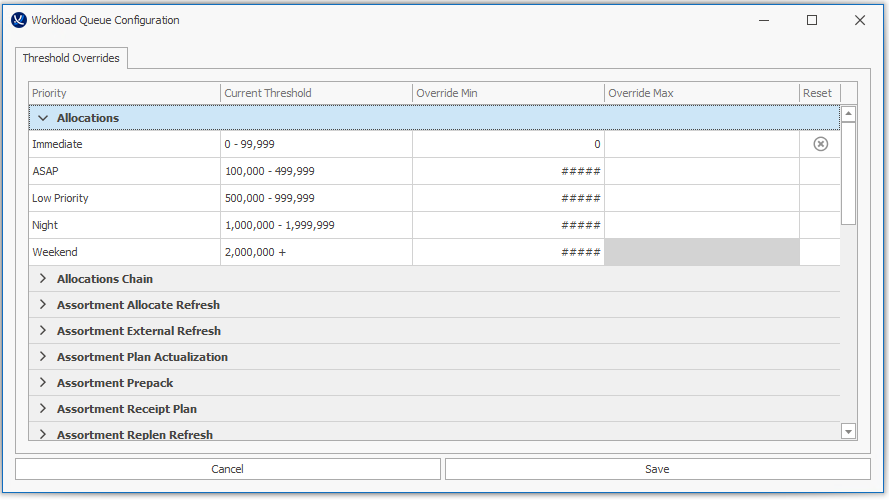 Workload Queue Configuration
Threshold Overrides
Priority Current Threshold Override Min Override Max Reset
Allocations
Immediate 0 - 99,999 0
ASAP 100,000 - 499,999 #####
Low Priority 500,000 - 999,999 #####
Night 1,000,000 - 1,999,999 #####
Weekend 2,000,000 + #####
Allocations Chain
Assortment Allocate Refresh
Assortment External Refresh
Assortment Plan Actualization
Assortment Prepack
Assortment Receipt Plan
Assortment Replen Refresh
Cancel Save